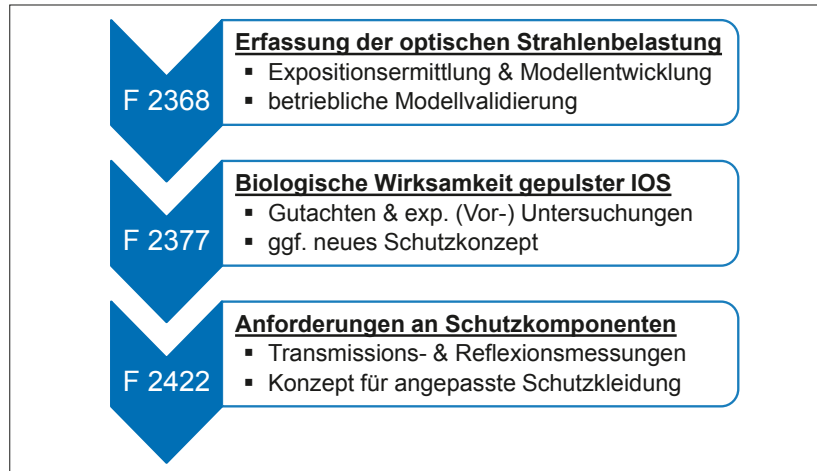 F 2368
Erfassung der optischen Strahlenbelastung
▪ Expositionsermittlung & Modellentwicklung
▪ betriebliche Modellvalidierung
F 2377
Biologische Wirksamkeit gepulster IOS
▪ Gutachten & exp. (Vor-) Untersuchungen
▪ ggf. neues Schutzkonzept
F 2422
Anforderungen an Schutzkomponenten
▪ Transmissions- & Reflexionsmessungen
▪ Konzept für angepasste Schutzkleidung